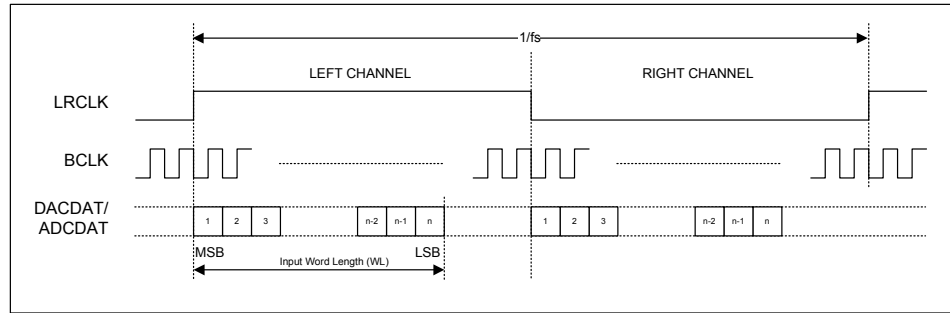 1/fs
LEFT CHANNEL RIGHT CHANNEL
LRCLK
BCLK
DACDAT/
ADCDAT
1 2 3 n-2 n-1 n 1 2 3 n-2 n-1 n
MSB LSB
Input Word Length (WL)